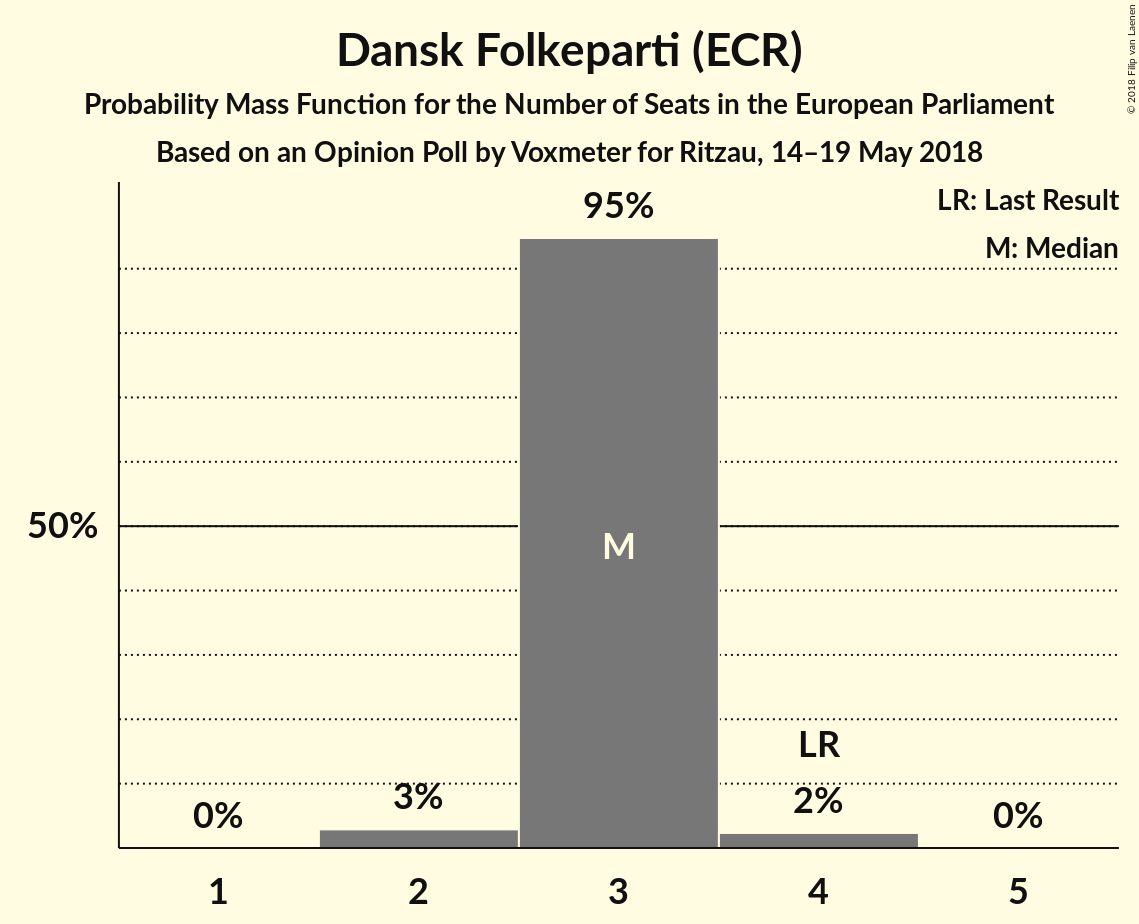 Dansk Folkeparti (ECR)
Probability Mass Function for the Number of Seats in the European Parliament
Based on an Opinion Poll by Voxmeter for Ritzau, 14–19 May 2018
© 2018 Filip van Laenen
LR: Last Result
M: Median
95%
50%
M
LR
0%
3%
2%
0%
1 2 3 4 5